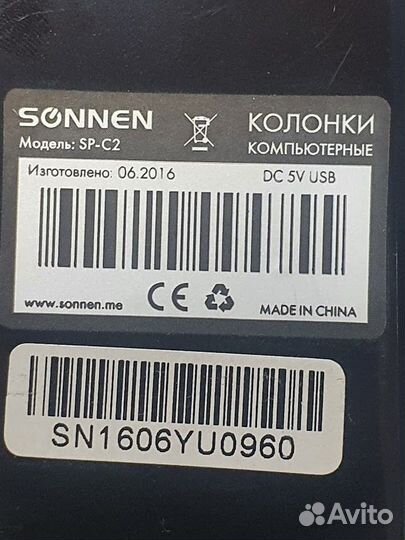 SONNEN
Модель: SP-C2
КОЛОНКИ
КОМПЬЮТЕРНЫЕ
Изготовлено: 06.2016
DC 5V USB
www.sonnen.me
CE
MADE IN CHINA
SN1606YU0960
Avito